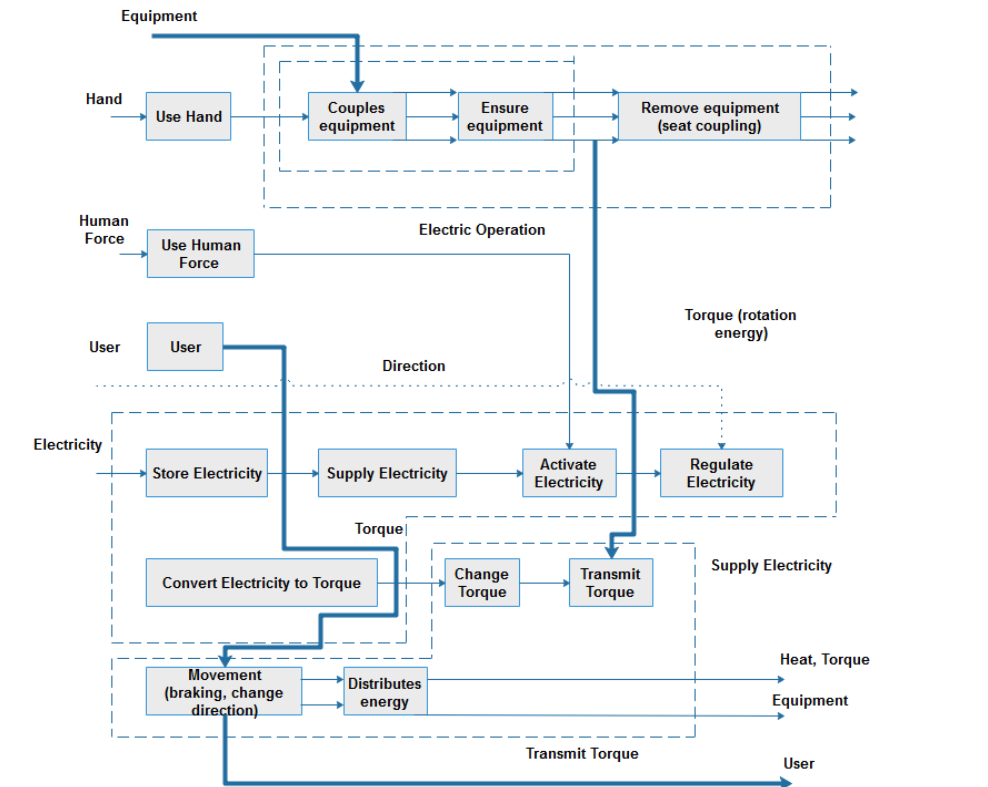 Equipment
Hand
Use Hand
Couples
equipment
Ensure
equipment
Remove equipment
(seat coupling)
Human
Force
Use Human
Force
Electric Operation
Torque (rotation
energy)
User
User
Direction
Electricity
Store Electricity
Supply Electricity
Activate
Electricity
Regulate
Electricity
Torque
Convert Electricity to Torque
Change
Torque
Transmit
Torque
Supply Electricity
Movement
(braking, change
direction)
Distributes
energy
Heat, Torque
Equipment
Transmit Torque
User